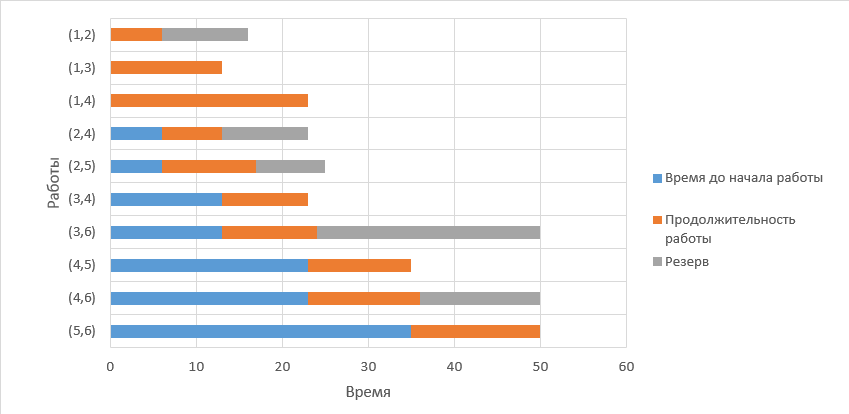 (1,2)
(1,3)
(1,4)
(2,4)
(2,5)
(3,4)
(3,6)
(4,5)
(4,6)
(5,6)
Работы
0 10 20 30 40 50 60
Время
Время до начала работы
Продолжительность
работы
Резерв